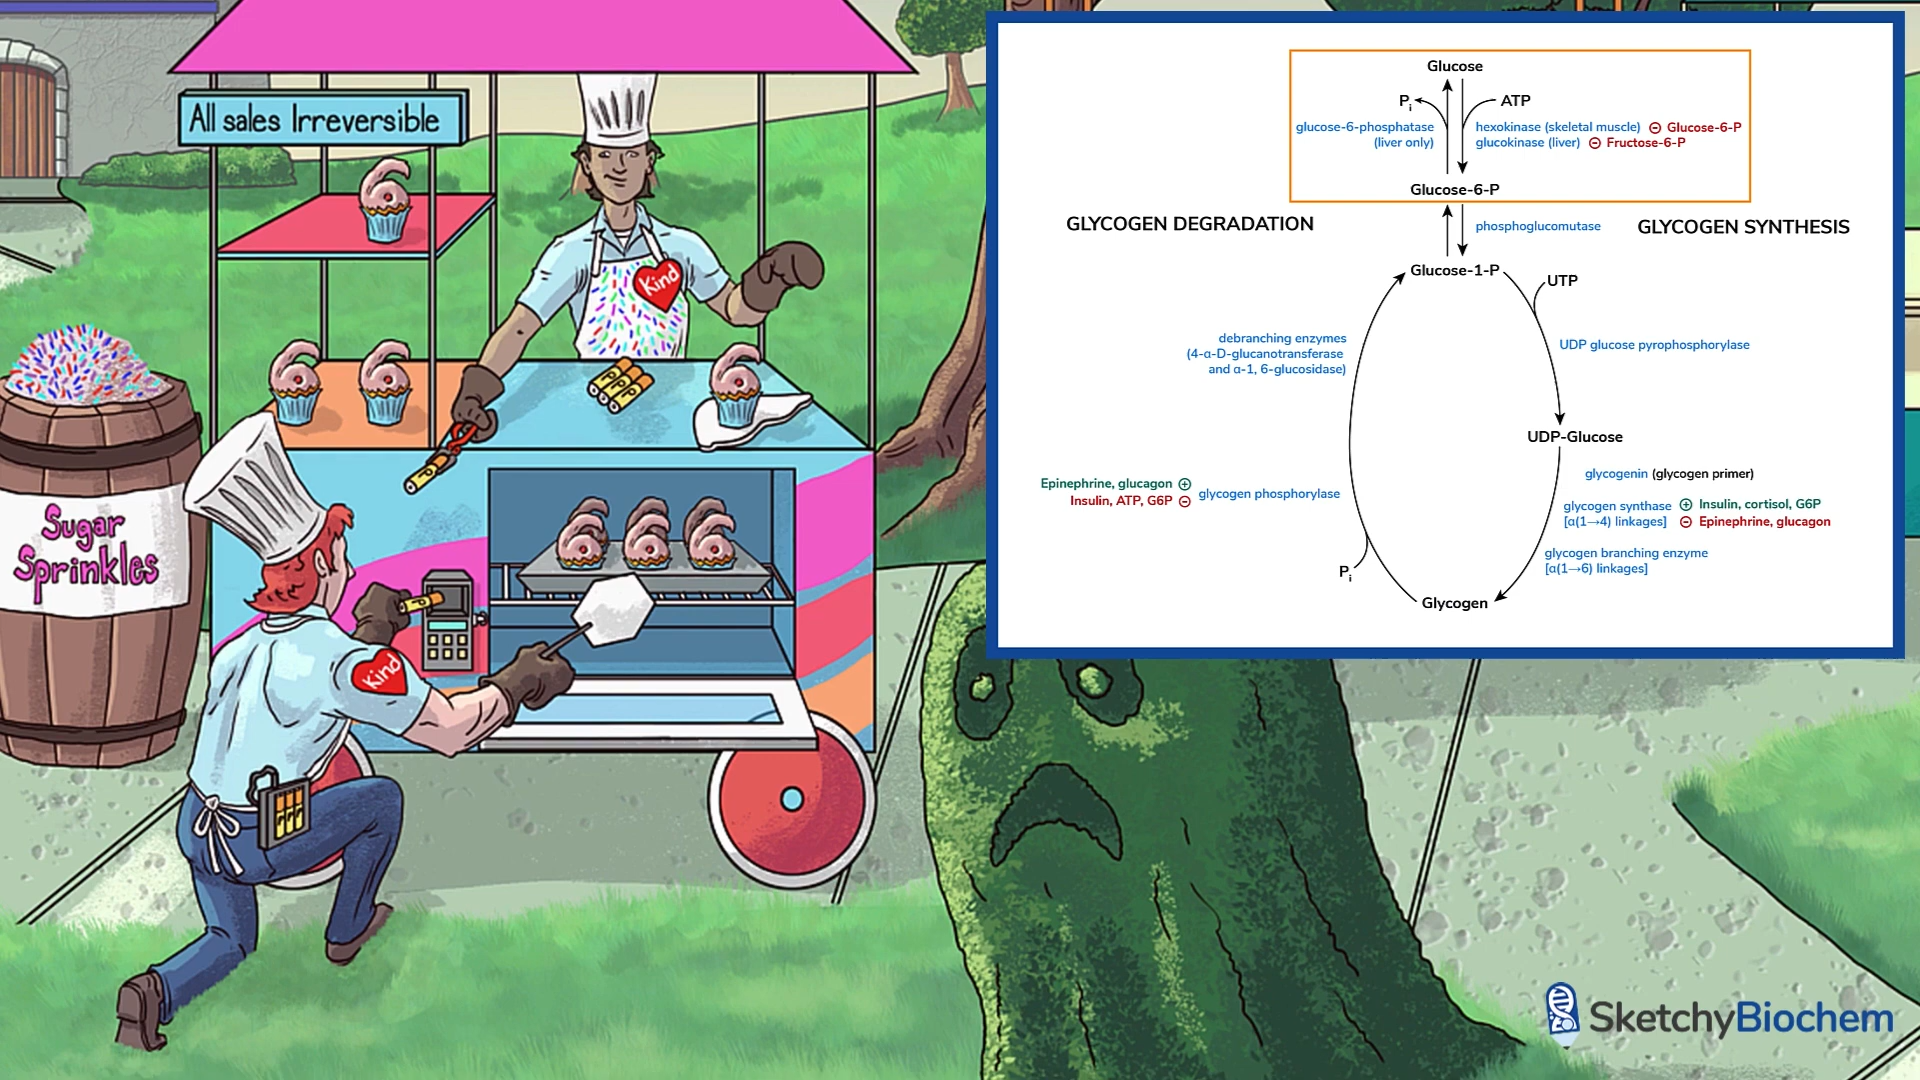 All sales Irreversible
Kind
P
P
P
P
Sugar
Sprinkles
P
Kind
P
P
P
Glucose
Pi
ATP
glucose-6-phosphatase
(liver only)
hexokinase (skeletal muscle) ⊖ Glucose-6-P
glucokinase (liver) ⊖ Fructose-6-P
Glucose-6-P
GLYCOGEN DEGRADATION
phosphoglucomutase
GLYCOGEN SYNTHESIS
Glucose-1-P
UTP
debranching enzymes
(4-α-D-glucanotransferase
and α-1, 6-glucosidase)
UDP glucose pyrophosphorylase
UDP-Glucose
glycogenin (glycogen primer)
Epinephrine, glucagon ⊕
Insulin, ATP, G6P ⊖
glycogen phosphorylase
glycogen synthase ⊕ Insulin, cortisol, G6P
[α(1→4) linkages] ⊖ Epinephrine, glucagon
glycogen branching enzyme
[α(1→6) linkages]
Pi
Glycogen
SketchyBiochem